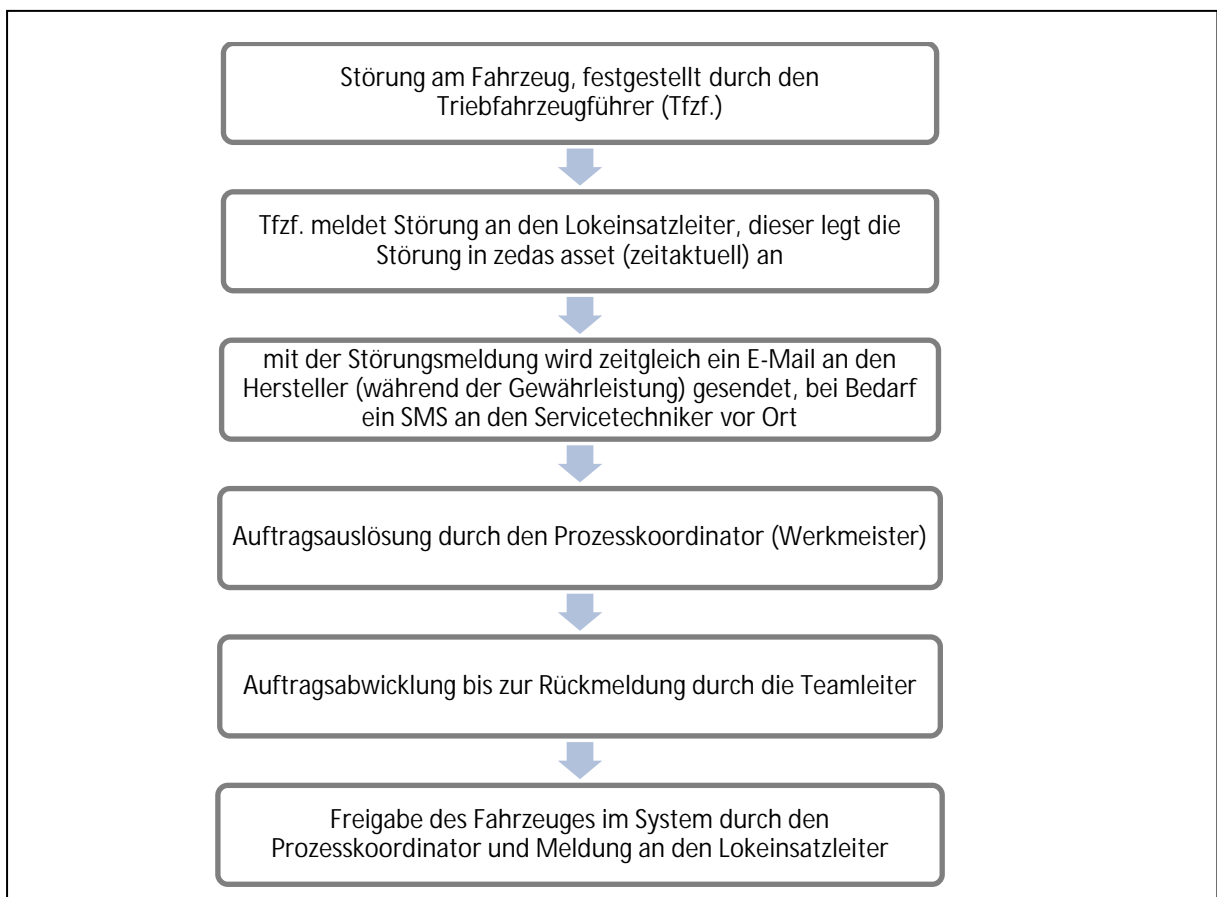 Störung am Fahrzeug, festgestellt durch den
Triebfahrzeugführer (Tfzf.)
Tfzf. meldet Störung an den Lokeinsatzleiter, dieser legt die
Störung in zedas asset (zeitaktuell) an
mit der Störungsmeldung wird zeitgleich ein E-Mail an den
Hersteller (während der Gewährleistung) gesendet, bei Bedarf
ein SMS an den Servicetechniker vor Ort
Auftragsauslösung durch den Prozesskoordinator (Werkmeister)
Auftragsabwicklung bis zur Rückmeldung durch die Teamleiter
Freigabe des Fahrzeuges im System durch den
Prozesskoordinator und Meldung an den Lokeinsatzleiter